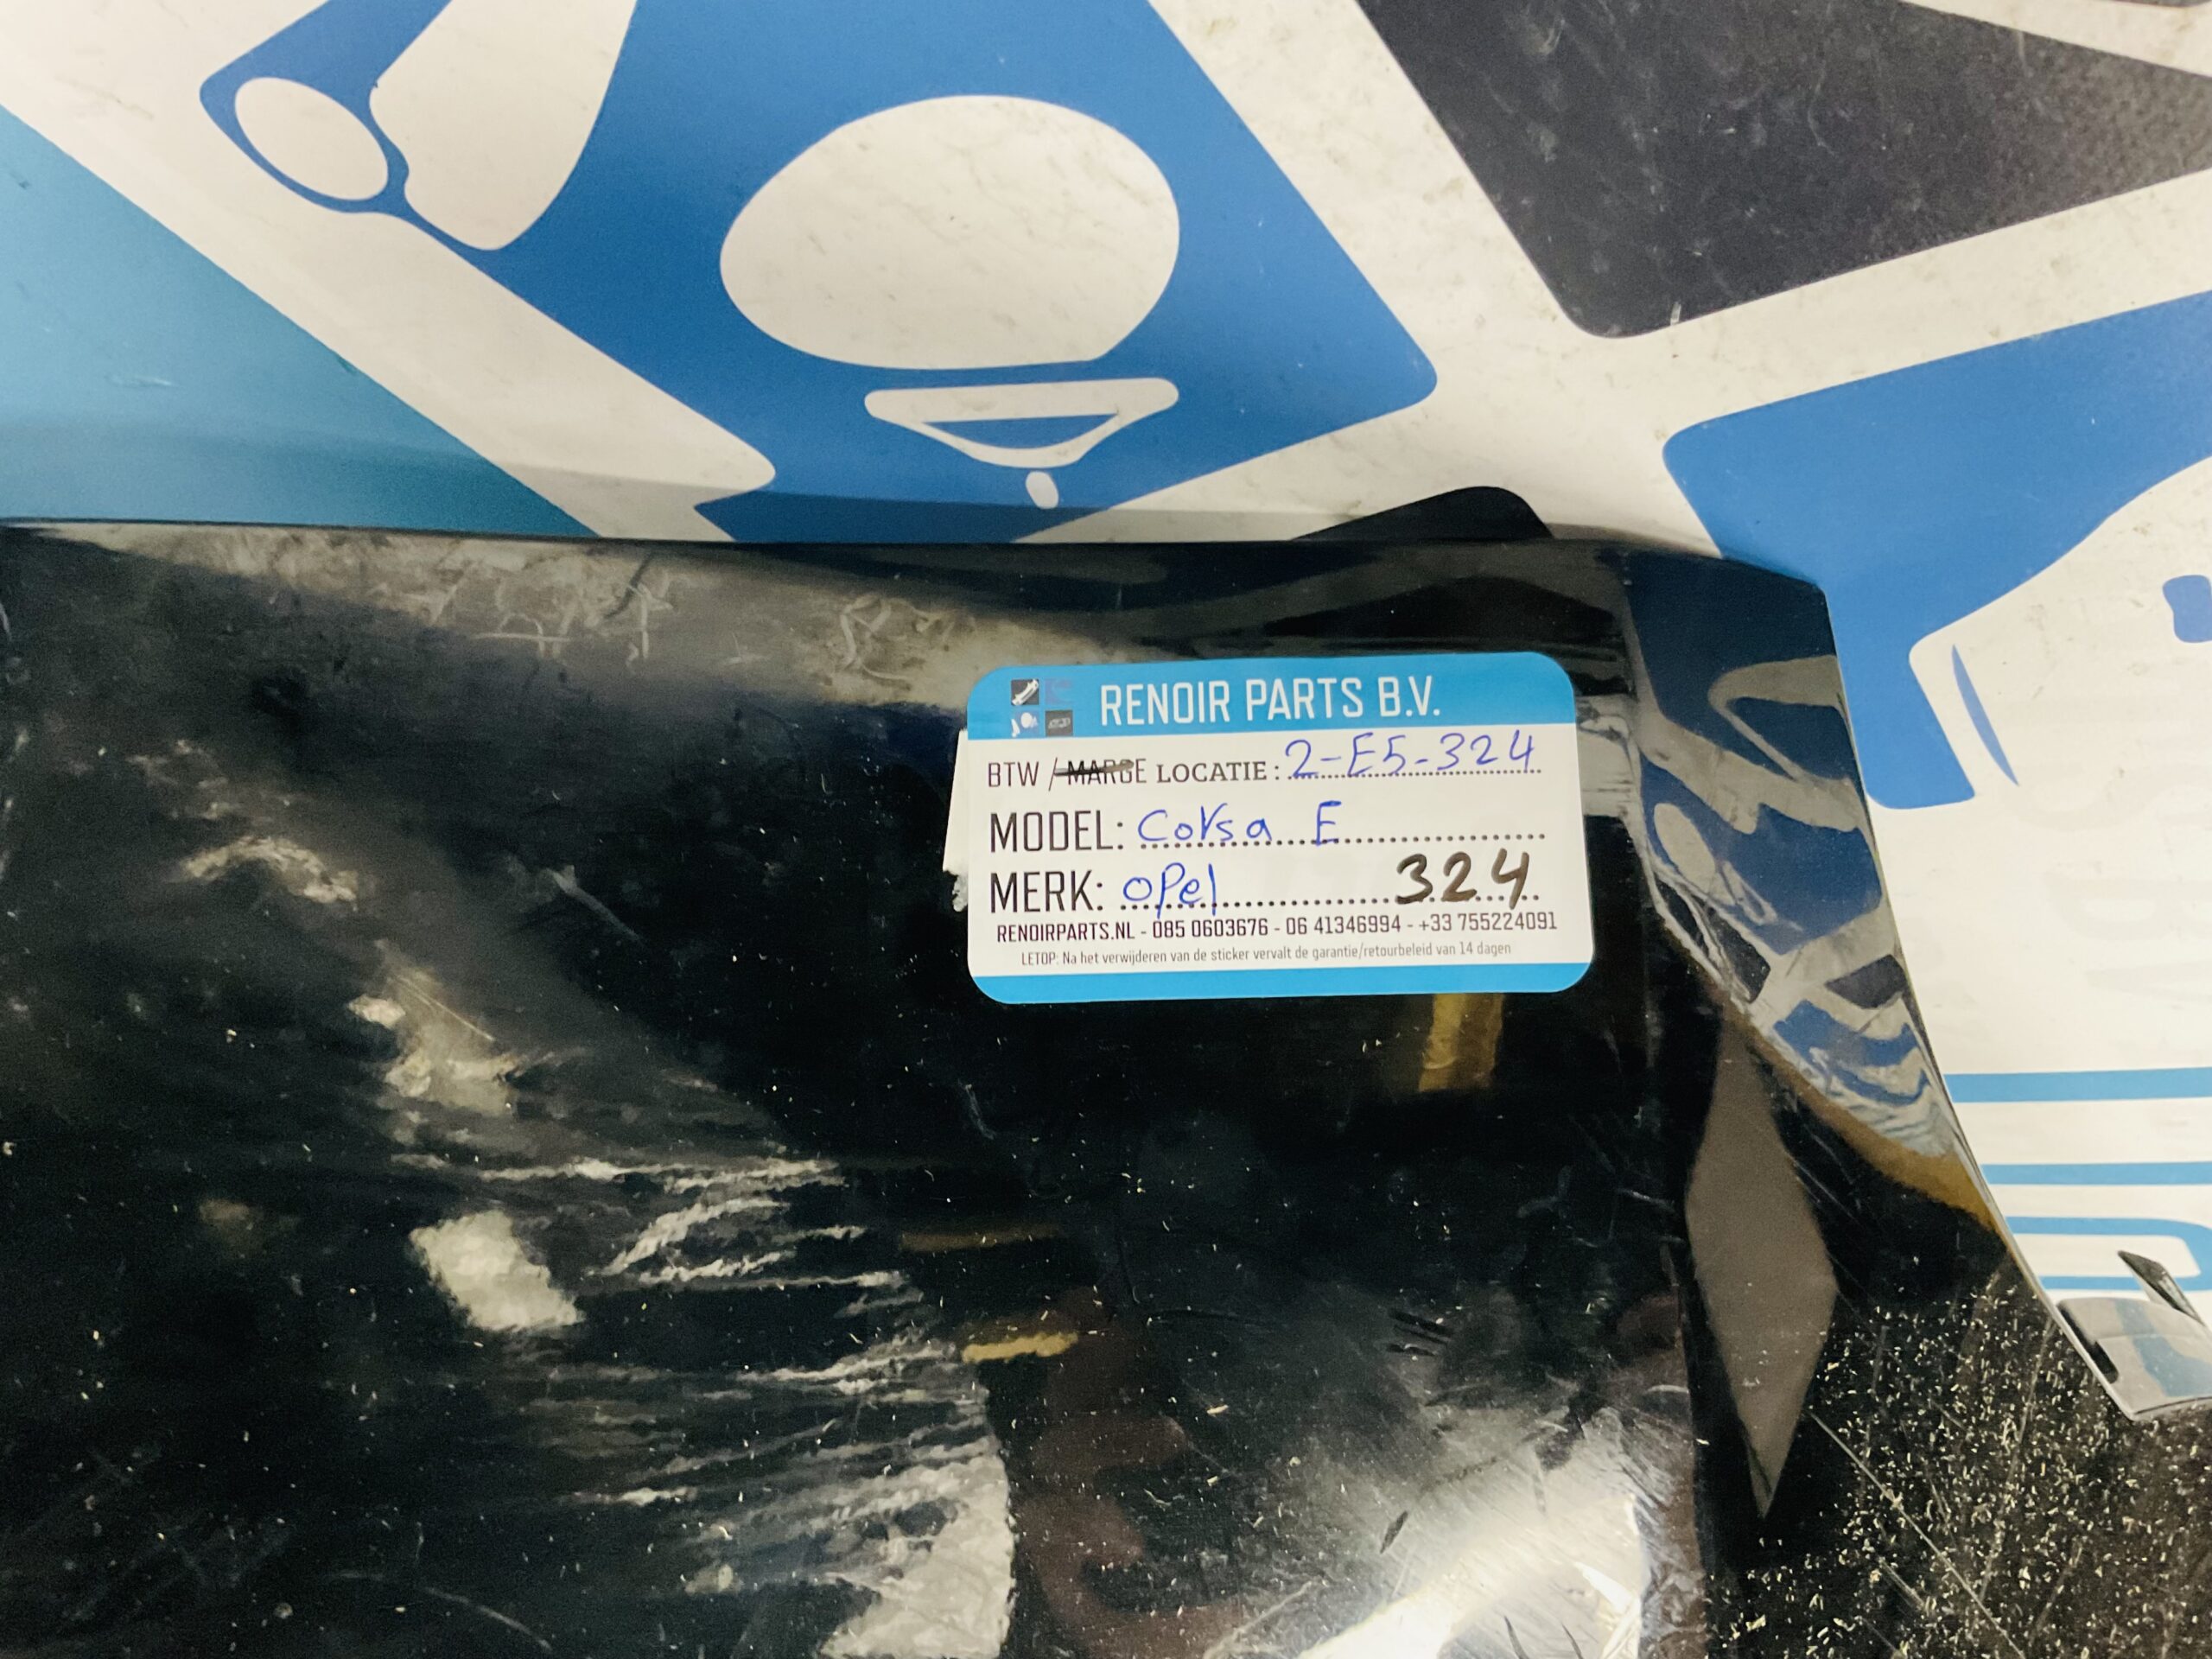 RENOIR PARTS B.V.
BTW / MARGE LOCATIE: 2-E5-324
MODEL: Corsa E
MERK: opel 324
RENOIRPARTS.NL - 085 0603676 - 06 41346994 - +33 755224091
LETOP: Na het verwijderen van de sticker vervalt de garantie/retourbeleid van 14 dagen